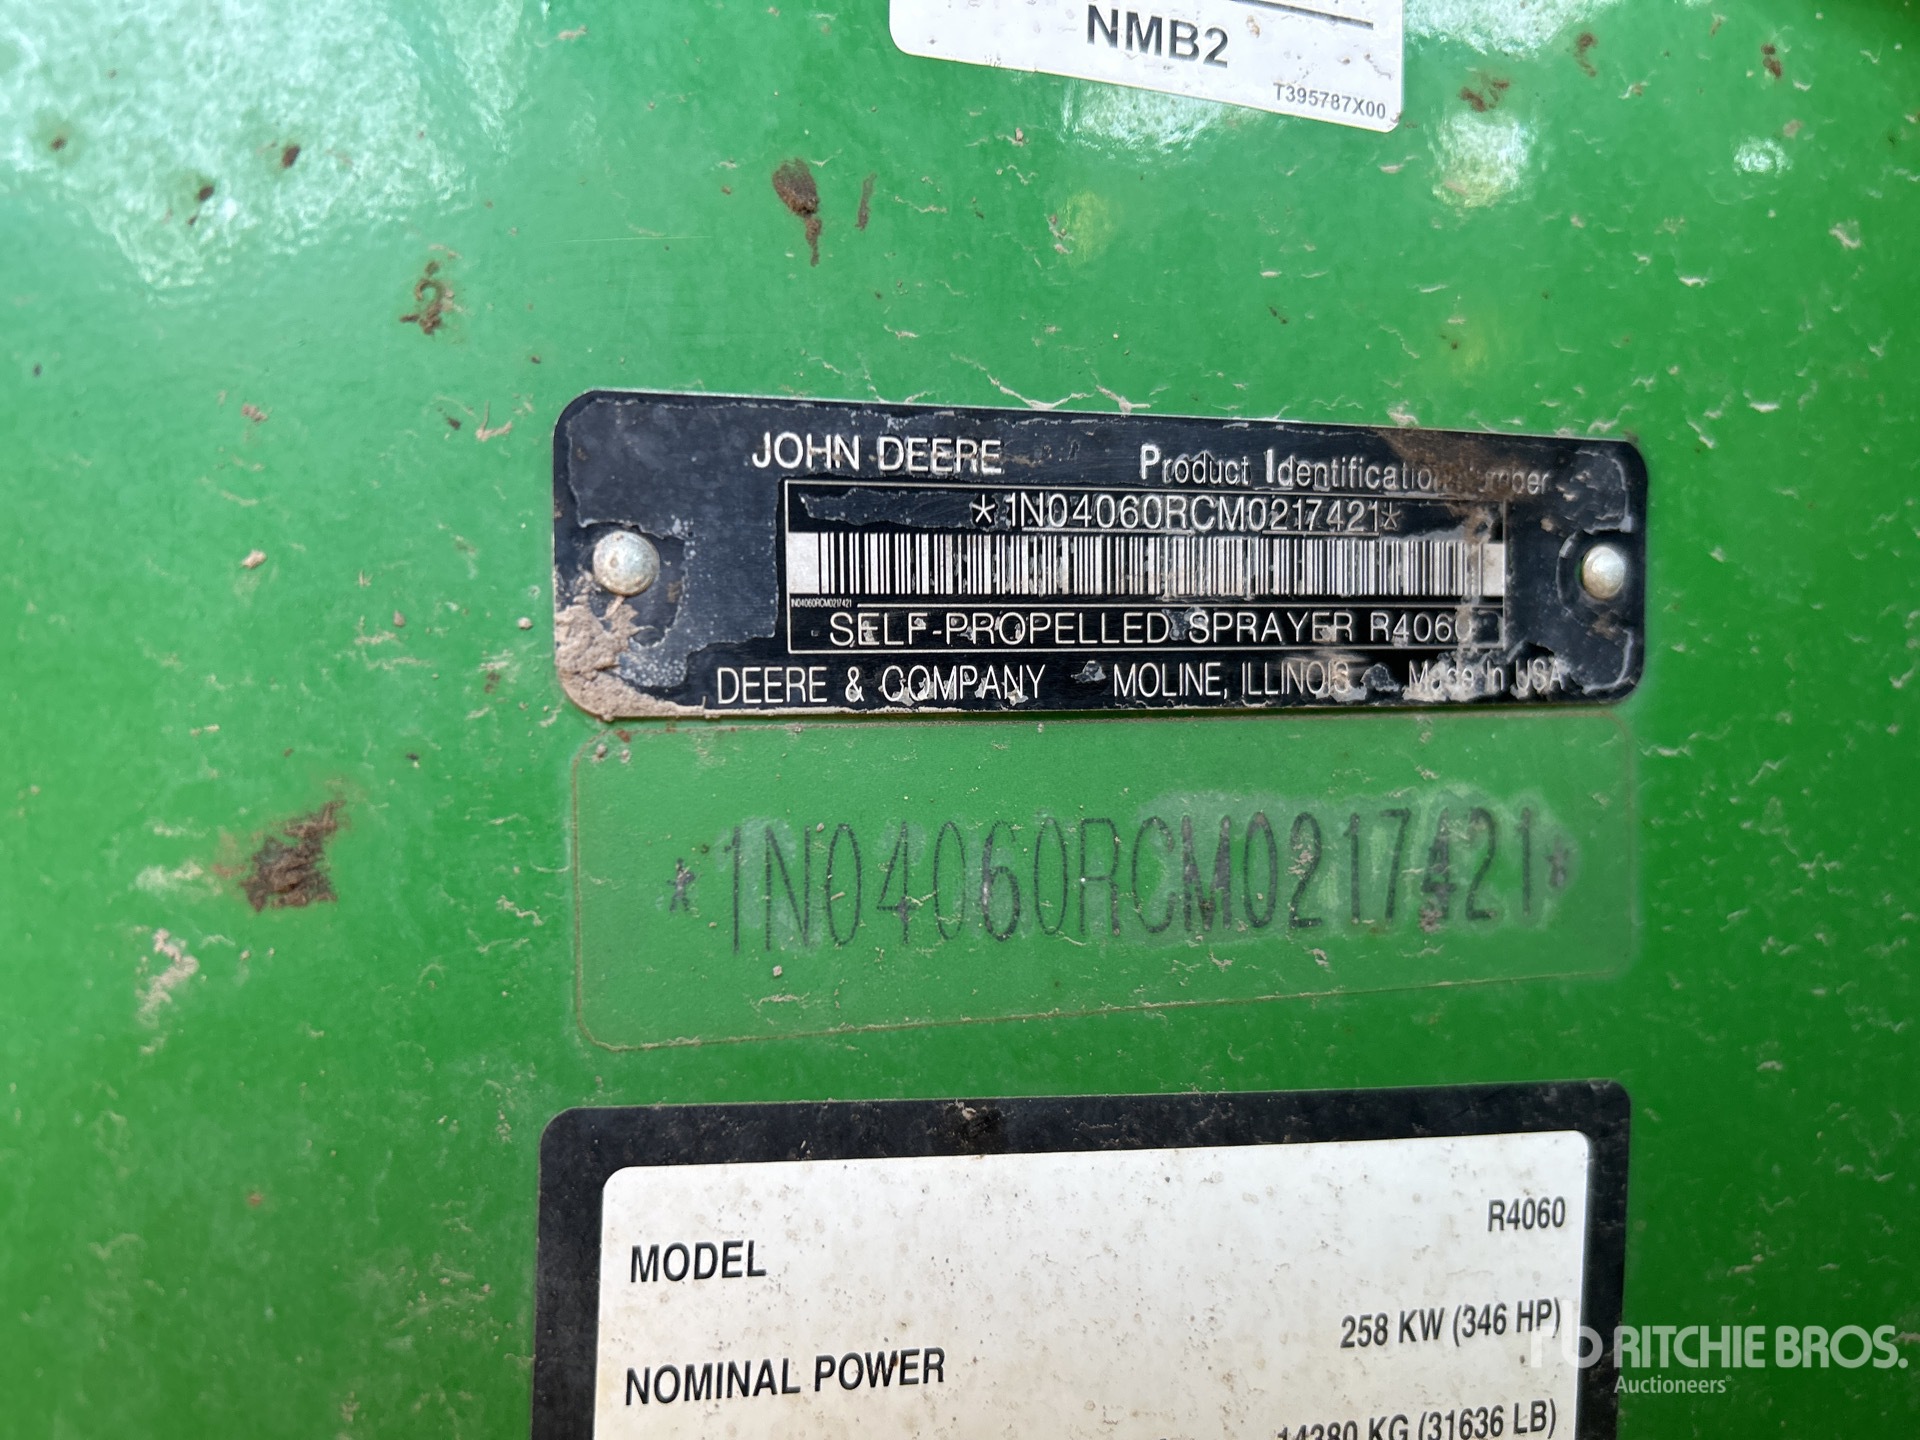 NMB2
T395787X00
JOHN DEERE Product Identification Number
*1N04060RCM0217421*
1N04060RCM0217421
SELF-PROPELLED SPRAYER R4060
DEERE & COMPANY MOLINE, ILLINOIS Made in USA
*1N04060RCM0217421*
MODEL R4060
NOMINAL POWER 258 KW (346 HP)
14380 KG (31636 LB)
RITCHIE BROS.
Auctioneers